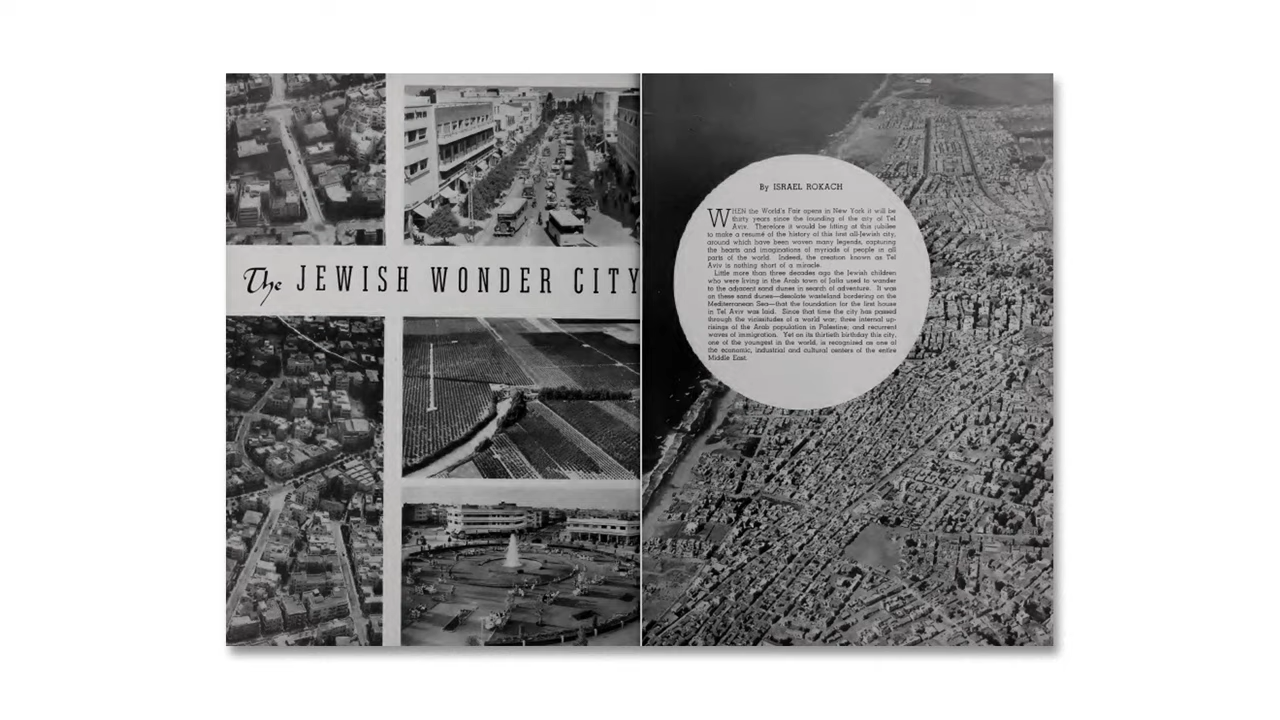 The JEWISH WONDER CITY
By ISRAEL ROKACH
WHEN the World's Fair opens in New York it will be
thirty years since the founding of the city of Tel
Aviv. Therefore it would be fitting at this jubilee
to make a resumé of the history of this first all-Jewish city,
around which have been woven many legends, capturing
the hearts and imaginations of myriads of people in all
parts of the world. Indeed, the creation known as Tel
Aviv is nothing short of a miracle.
Little more than three decades ago the Jewish children
who were living in the Arab town of Jaffa used to wander
to the adjacent sand dunes in search of adventure. It was
on these sand dunes—desolate wasteland bordering on the
Mediterranean Sea—that the foundation for the first house
in Tel Aviv was laid. Since that time the city has passed
through the vicissitudes of a world war; three internal up-
risings of the Arab population in Palestine; and recurrent
waves of immigration. Yet on its thirtieth birthday this city,
one of the youngest in the world, is recognized as one of
the economic, industrial and cultural centers of the entire
Middle East.